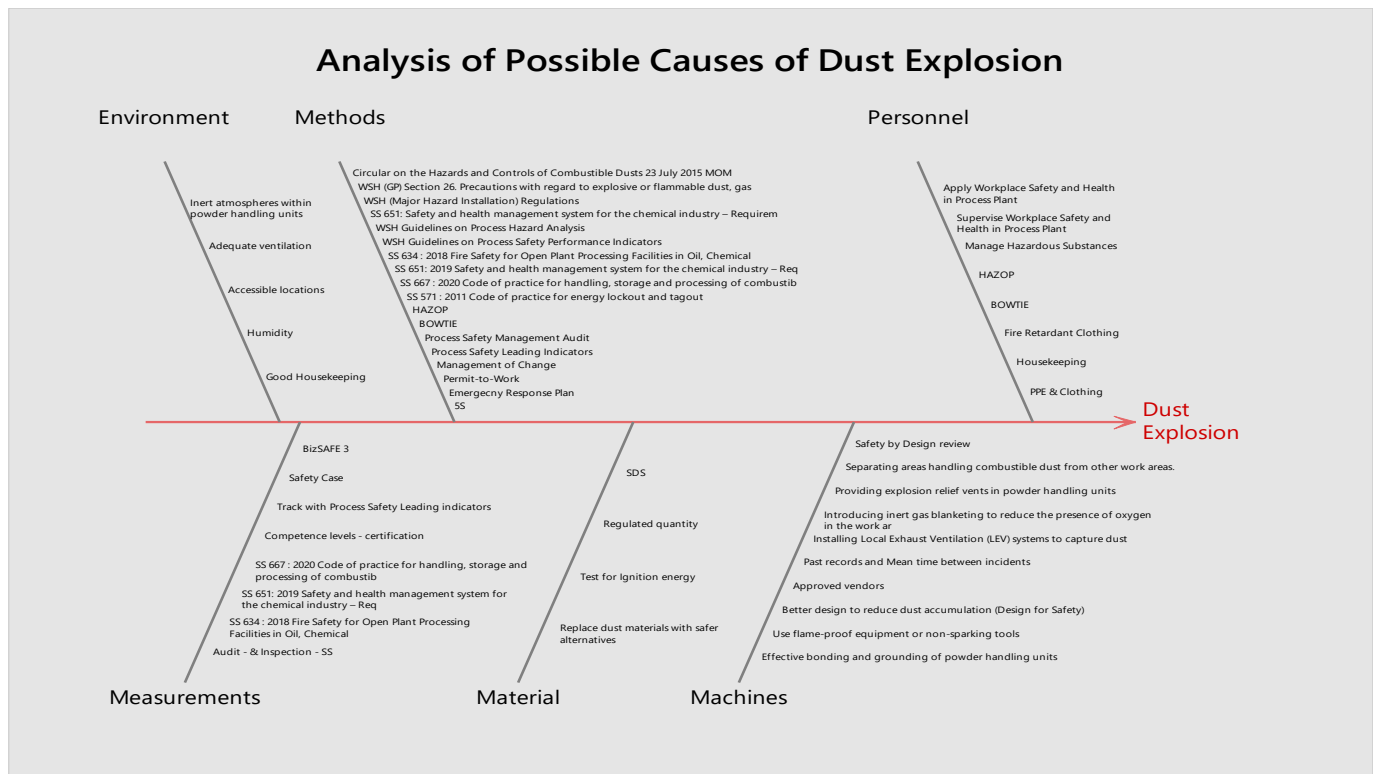 Analysis of Possible Causes of Dust Explosion
Environment
Methods
Personnel
Inert atmospheres within
powder handling units
Adequate ventilation
Accessible locations
Humidity
Good Housekeeping
Circular on the Hazards and Controls of Combustible Dusts 23 July 2015 MOM
WSH (GP) Section 26. Precautions with regard to explosive or flammable dust, gas
WSH (Major Hazard Installation) Regulations
SS 651: Safety and health management system for the chemical industry – Requirem
WSH Guidelines on Process Hazard Analysis
WSH Guidelines on Process Safety Performance Indicators
SS 634 : 2018 Fire Safety for Open Plant Processing Facilities in Oil, Chemical
SS 651: 2019 Safety and health management system for the chemical industry – Req
SS 667 : 2020 Code of practice for handling, storage and processing of combustib
SS 571 : 2011 Code of practice for energy lockout and tagout
HAZOP
BOWTIE
Process Safety Management Audit
Process Safety Leading Indicators
Management of Change
Permit-to-Work
Emergecny Response Plan
5S
Apply Workplace Safety and Health
in Process Plant
Supervise Workplace Safety and
Health in Process Plant
Manage Hazardous Substances
HAZOP
BOWTIE
Fire Retardant Clothing
Housekeeping
PPE & Clothing
Dust
Explosion
BizSAFE 3
Safety Case
Track with Process Safety Leading indicators
Competence levels - certification
SS 667 : 2020 Code of practice for handling, storage and
processing of combustib
SS 651: 2019 Safety and health management system for
the chemical industry – Req
SS 634 : 2018 Fire Safety for Open Plant Processing
Facilities in Oil, Chemical
Audit - & Inspection - SS
SDS
Regulated quantity
Test for Ignition energy
Replace dust materials with safer
alternatives
Safety by Design review
Separating areas handling combustible dust from other work areas.
Providing explosion relief vents in powder handling units
Introducing inert gas blanketing to reduce the presence of oxygen
in the work ar
Installing Local Exhaust Ventilation (LEV) systems to capture dust
Past records and Mean time between incidents
Approved vendors
Better design to reduce dust accumulation (Design for Safety)
Use flame-proof equipment or non-sparking tools
Effective bonding and grounding of powder handling units
Measurements
Material
Machines